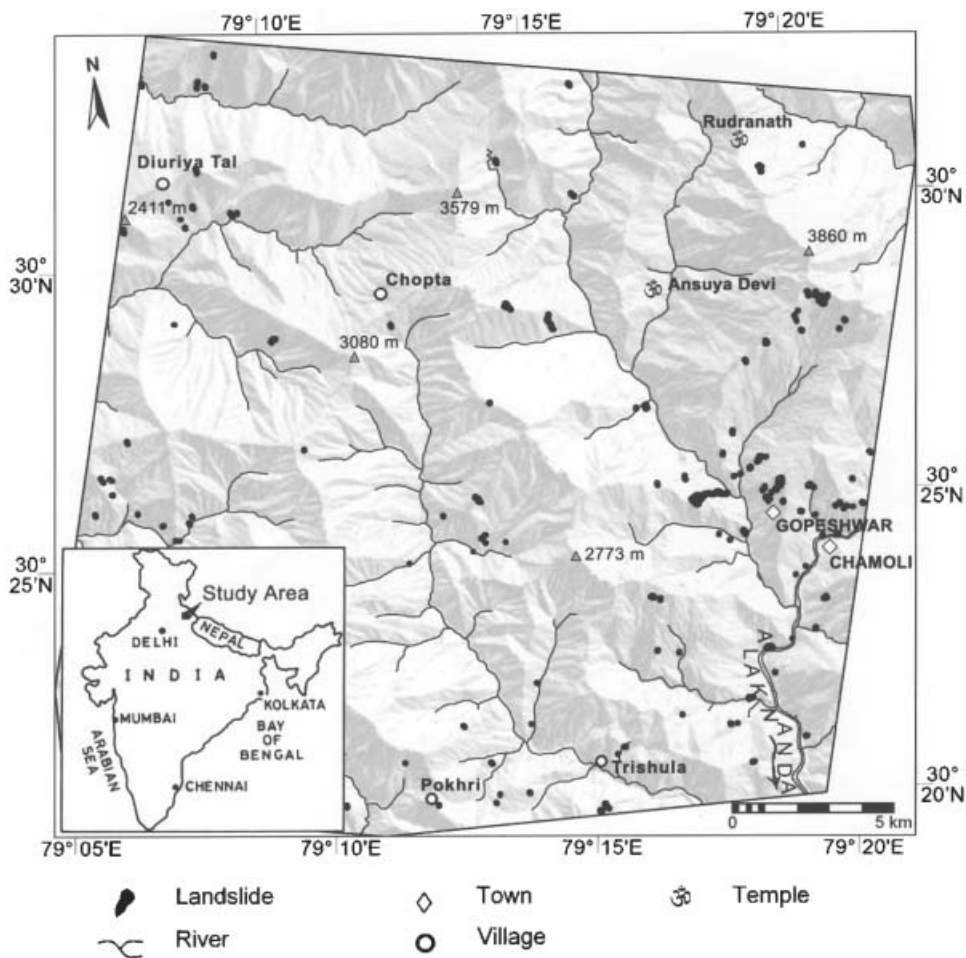 79° 10'E 79° 15'E 79° 20'E
N
Rudranath
Diuriya Tal
30°
30'N
2411 m
3579 m
3860 m
30°
30'N
Chopta
Ansuya Devi
3080 m
30°
25'N
GOPESHWAR
CHAMOLI
2773 m
30°
25'N
Study Area
DELHI
NEPAL
INDIA
KOLKATA
MUMBAI
BAY
OF
BENGAL
ARABIAN
SEA
CHENNAI
ALAKNANDA
Trishula
Pokhri
30°
20'N
0 5 km
79° 05'E 79° 10'E 79° 15'E 79° 20'E
Landslide Town ॐ Temple
River Village